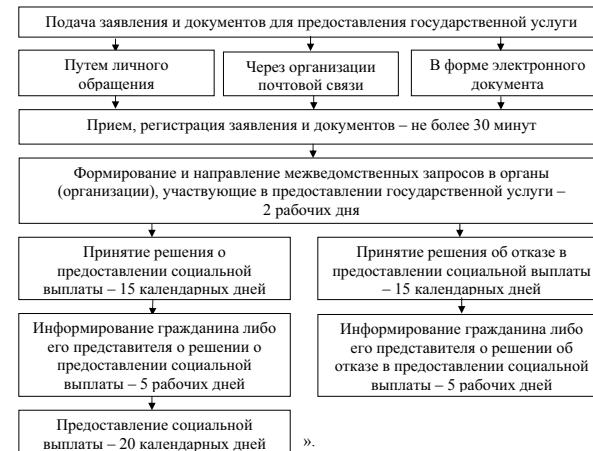 Подача заявления и документов для предоставления государственной услуги
Путем личного
обращения
Через организации
почтовой связи
В форме электронного
документа
Прием, регистрация заявления и документов – не более 30 минут
Формирование и направление межведомственных запросов в органы
(организации), участвующие в предоставлении государственной услуги –
2 рабочих дня
Принятие решения о
предоставлении социальной
выплаты – 15 календарных дней
Принятие решения об отказе в
предоставлении социальной выплаты
– 15 календарных дней
Информирование гражданина либо
его представителя о решении о
предоставлении социальной
выплаты – 5 рабочих дней
Информирование гражданина либо
его представителя о решении об
отказе в предоставлении социальной
выплаты – 5 рабочих дней
Предоставление социальной
выплаты – 20 календарных дней
».